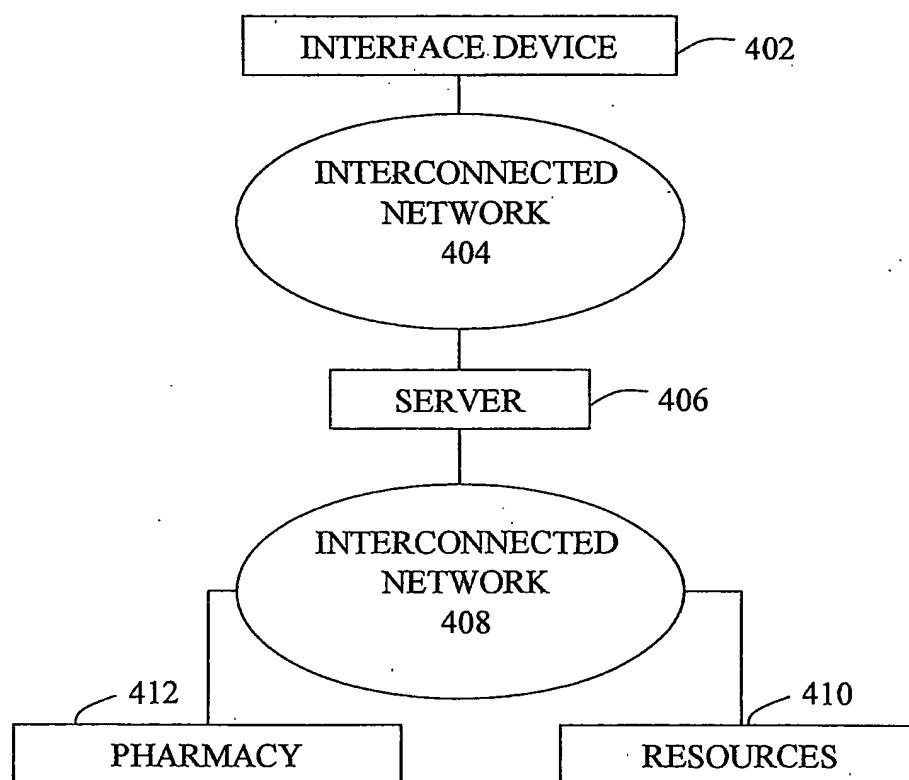 INTERFACE DEVICE
402
INTERCONNECTED
NETWORK
404
SERVER
406
INTERCONNECTED
NETWORK
408
412
410
PHARMACY
RESOURCES